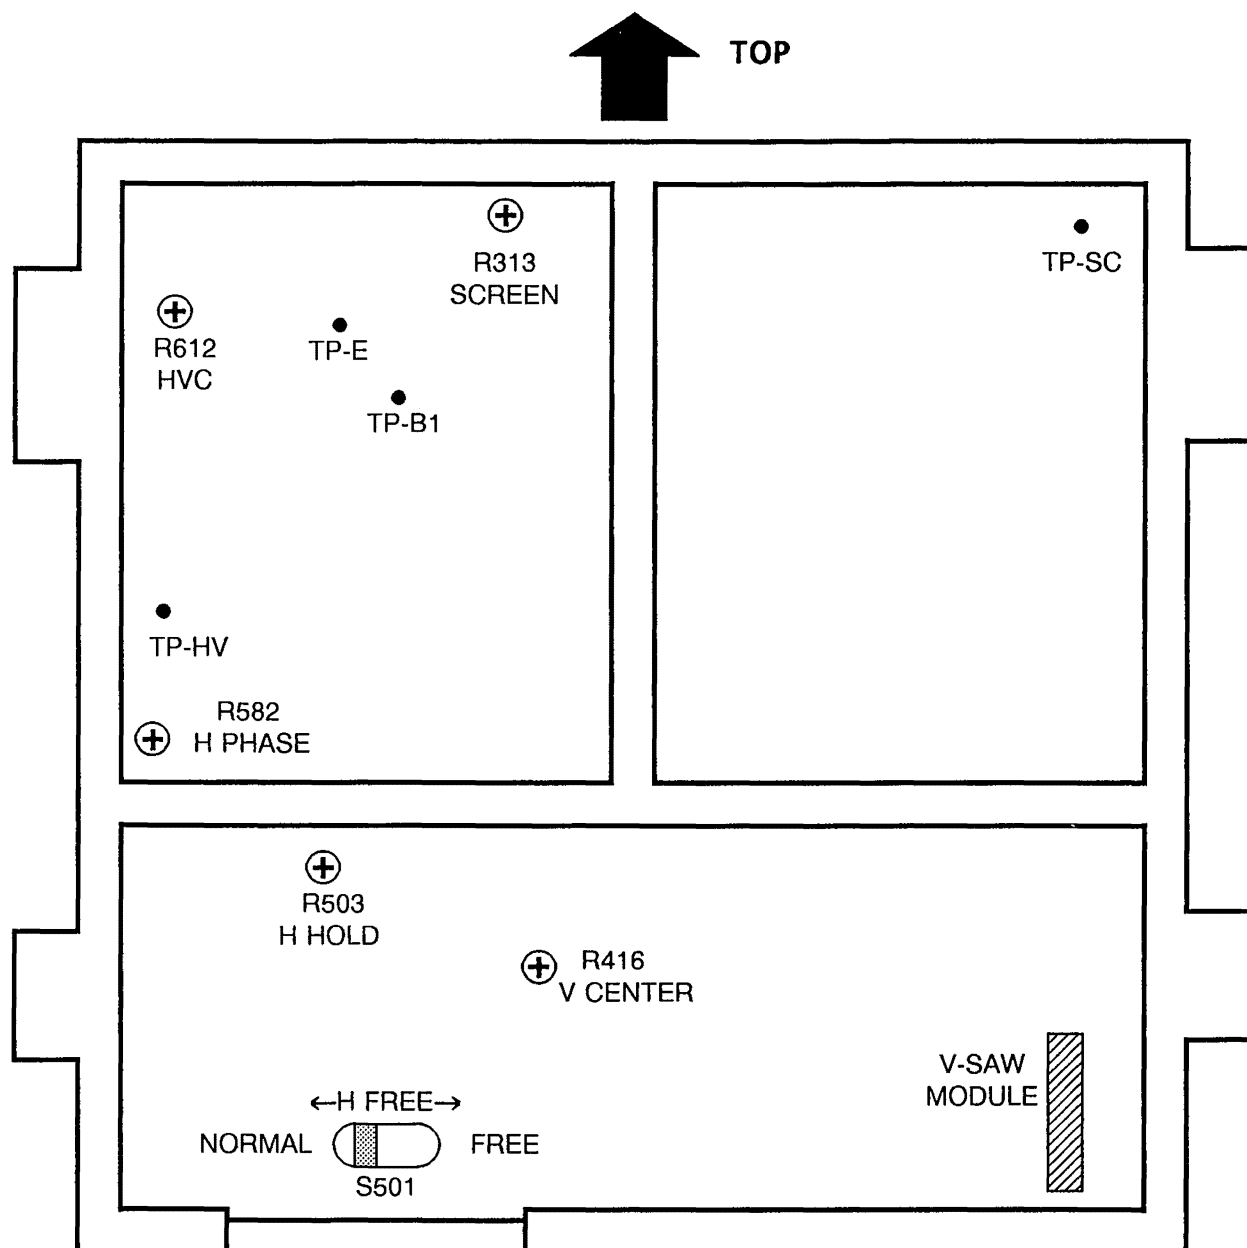 TOP
R313
SCREEN
TP-SC
R612
HVC
TP-E
TP-B1
TP-HV
R582
H PHASE
R503
H HOLD
R416
V CENTER
V-SAW
MODULE
←H FREE→
NORMAL
FREE
S501